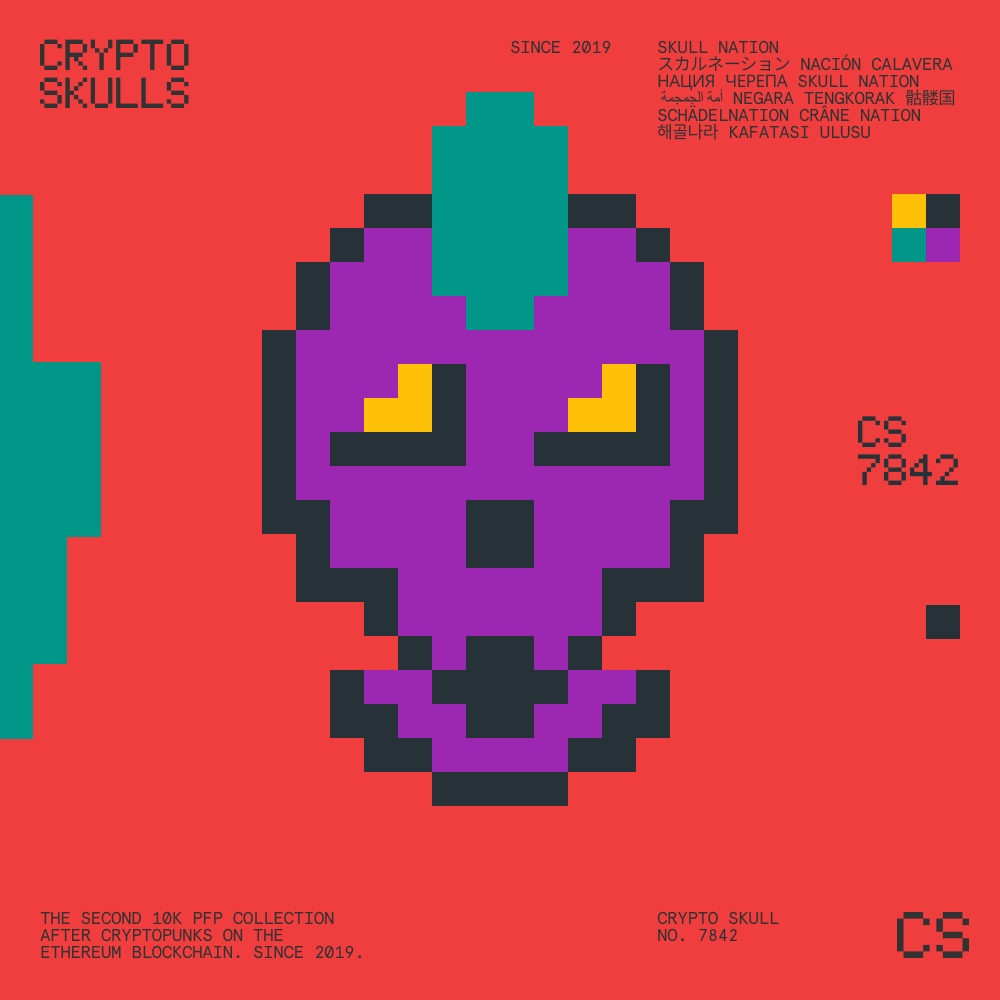 CRYPTO
SKULLS
SINCE 2019
SKULL NATION
スカルネーション NACIÓN CALAVERA
НАЦИЯ ЧЕРЕПА SKULL NATION
أمة الجمجمة NEGARA TENGKORAK 骷髅国
SCHÄDELNATION CRÂNE NATION
해골나라 KAFATASI ULUSU
CS
7842
THE SECOND 10K PFP COLLECTION
AFTER CRYPTOPUNKS ON THE
ETHEREUM BLOCKCHAIN. SINCE 2019.
CRYPTO SKULL
NO. 7842
CS